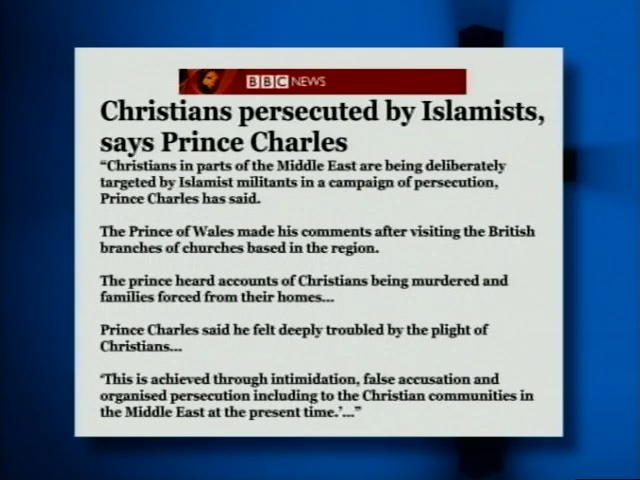 BBC NEWS
Christians persecuted by Islamists,
says Prince Charles
“Christians in parts of the Middle East are being deliberately
targeted by Islamist militants in a campaign of persecution,
Prince Charles has said.
The Prince of Wales made his comments after visiting the British
branches of churches based in the region.
The prince heard accounts of Christians being murdered and
families forced from their homes...
Prince Charles said he felt deeply troubled by the plight of
Christians...
‘This is achieved through intimidation, false accusation and
organised persecution including to the Christian communities in
the Middle East at the present time.’...”